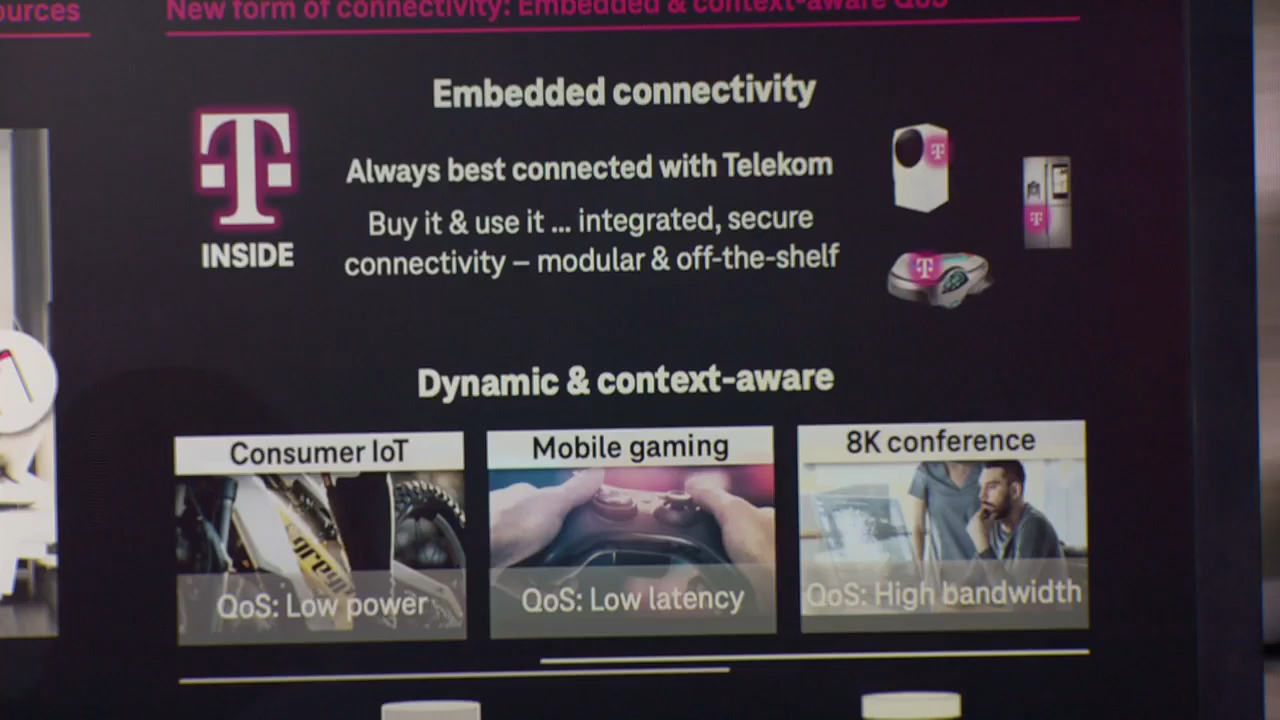 ources
New form of connectivity: Embedded & context-aware QoS
Embedded connectivity
T
INSIDE
Always best connected with Telekom
Buy it & use it ... integrated, secure
connectivity – modular & off-the-shelf
T
T
T
Dynamic & context-aware
Consumer IoT
Mobile gaming
8K conference
QoS: Low power
QoS: Low latency
QoS: High bandwidth